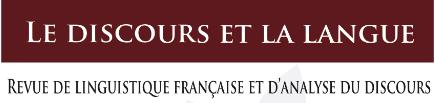 Le discours et la langue
Revue de linguistique française et d'analyse du discours